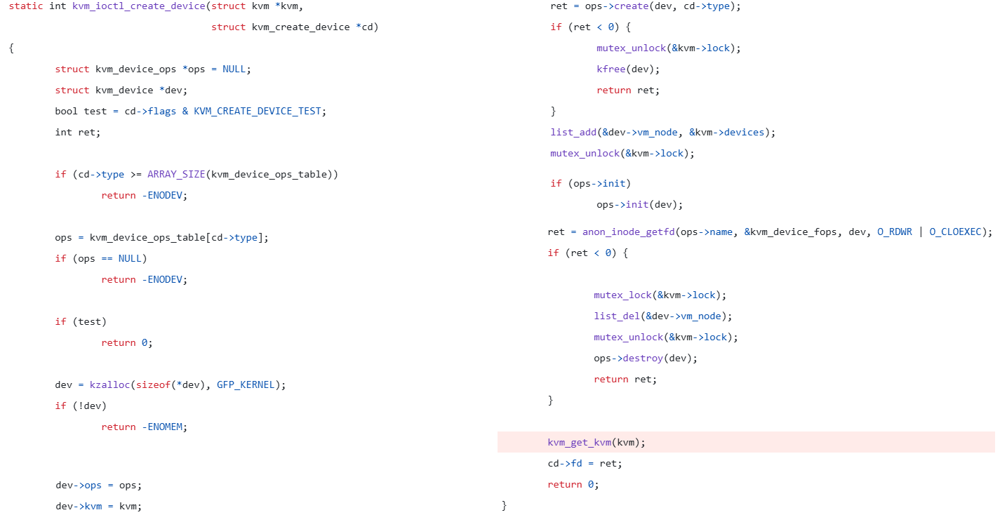 static int kvm_ioctl_create_device(struct kvm *kvm,
                                   struct kvm_create_device *cd)
{
        struct kvm_device_ops *ops = NULL;
        struct kvm_device *dev;
        bool test = cd->flags & KVM_CREATE_DEVICE_TEST;
        int ret;

        if (cd->type >= ARRAY_SIZE(kvm_device_ops_table))
                return -ENODEV;

        ops = kvm_device_ops_table[cd->type];
        if (ops == NULL)
                return -ENODEV;

        if (test)
                return 0;

        dev = kzalloc(sizeof(*dev), GFP_KERNEL);
        if (!dev)
                return -ENOMEM;

        dev->ops = ops;
        dev->kvm = kvm;
        ret = ops->create(dev, cd->type);
        if (ret < 0) {
                mutex_unlock(&kvm->lock);
                kfree(dev);
                return ret;
        }
        list_add(&dev->vm_node, &kvm->devices);
        mutex_unlock(&kvm->lock);
        if (ops->init)
                ops->init(dev);
        ret = anon_inode_getfd(ops->name, &kvm_device_fops, dev, O_RDWR | O_CLOEXEC);
        if (ret < 0) {

                mutex_lock(&kvm->lock);
                list_del(&dev->vm_node);
                mutex_unlock(&kvm->lock);
                ops->destroy(dev);
                return ret;
        }

        kvm_get_kvm(kvm);
        cd->fd = ret;
        return 0;
}